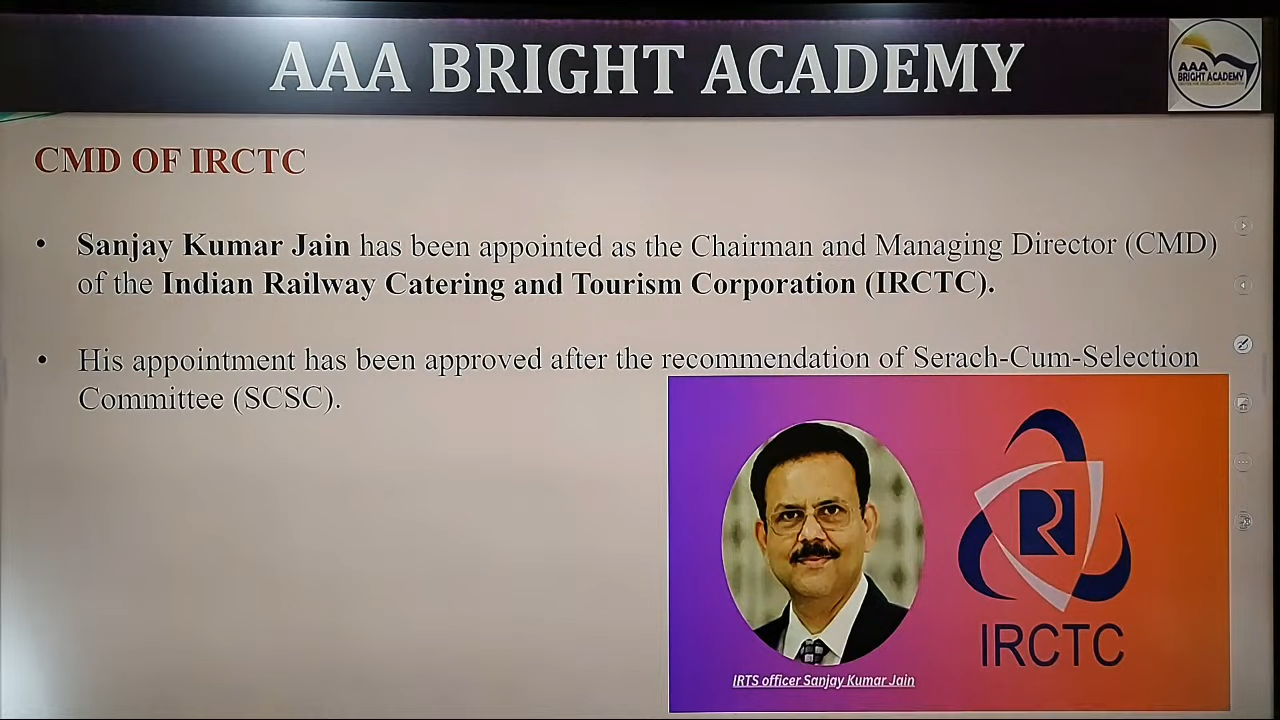 AAA BRIGHT ACADEMY
AAA
BRIGHT ACADEMY
CMD OF IRCTC
• Sanjay Kumar Jain has been appointed as the Chairman and Managing Director (CMD)
of the Indian Railway Catering and Tourism Corporation (IRCTC).
• His appointment has been approved after the recommendation of Serach-Cum-Selection
Committee (SCSC).
IRCTC
IRTS officer Sanjay Kumar Jain